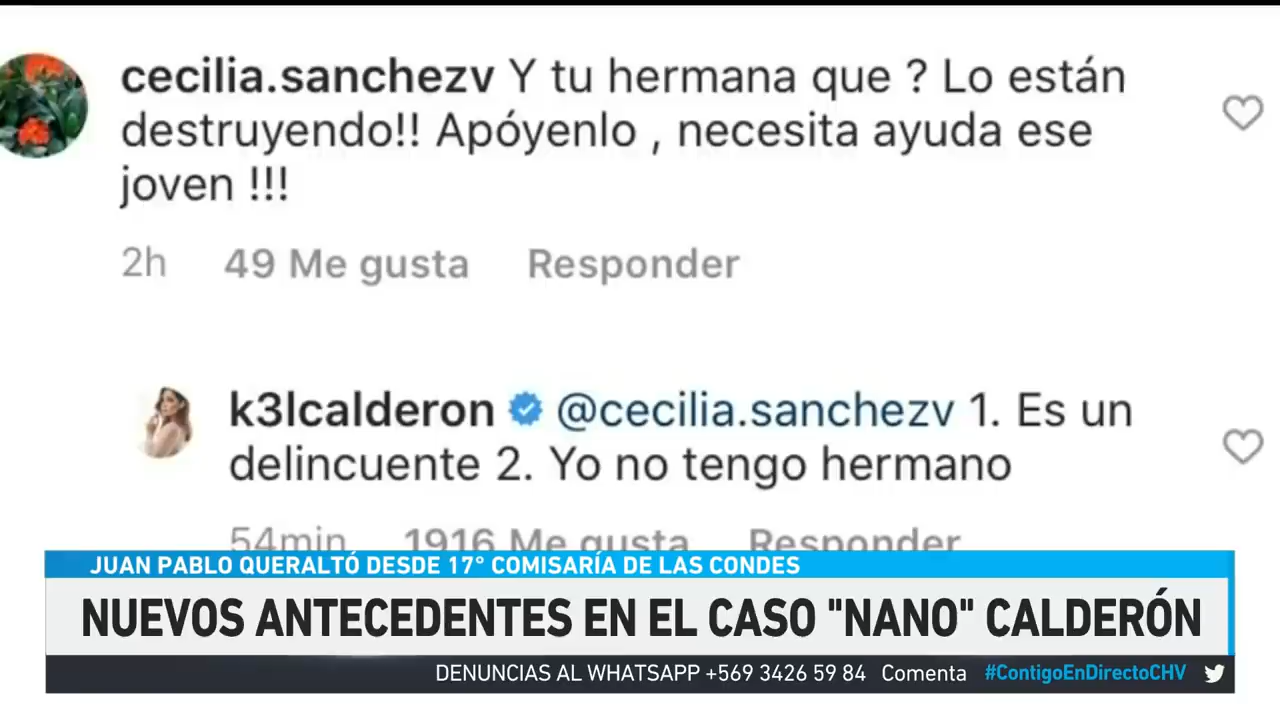 cecilia.sanchezv Y tu hermana que ? Lo están
destruyendo!! Apóyenlo , necesita ayuda ese
joven !!!
2h 49 Me gusta Responder
k3lcalderon @cecilia.sanchezv 1. Es un
delincuente 2. Yo no tengo hermano
54min 1916 Me gusta Responder
JUAN PABLO QUERALTÓ DESDE 17° COMISARÍA DE LAS CONDES
NUEVOS ANTECEDENTES EN EL CASO "NANO" CALDERÓN
DENUNCIAS AL WHATSAPP +569 3426 59 84 Comenta #ContigoEnDirectoCHV